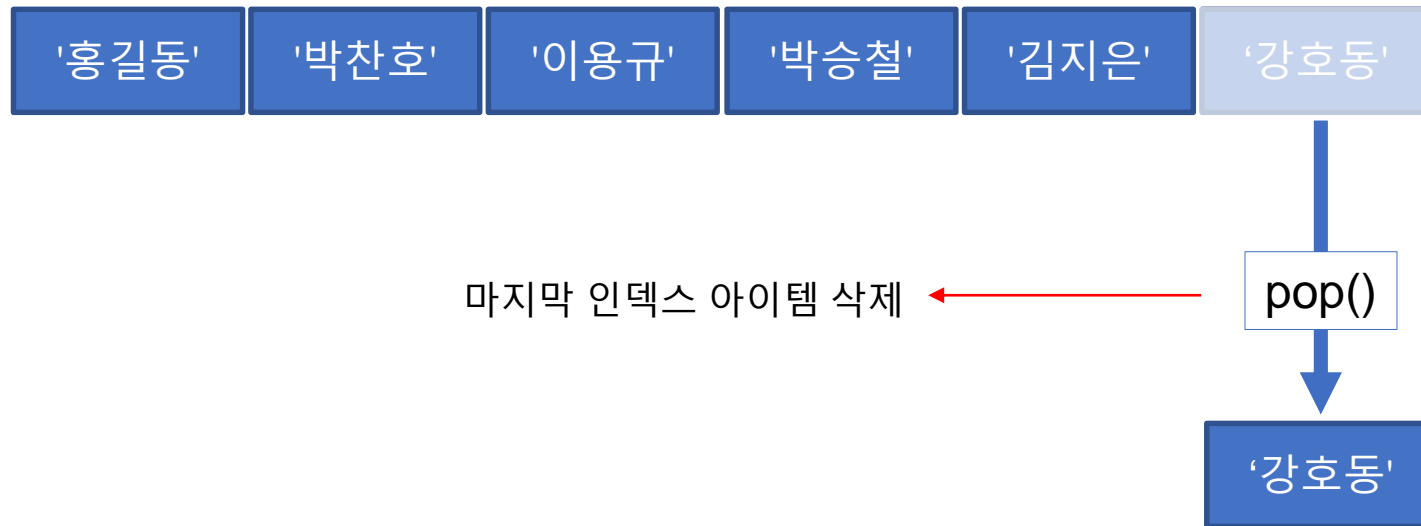 '홍길동' '박찬호' '이용규' '박승철' '김지은' ‘강호동'
마지막 인덱스 아이템 삭제
pop()
‘강호동'